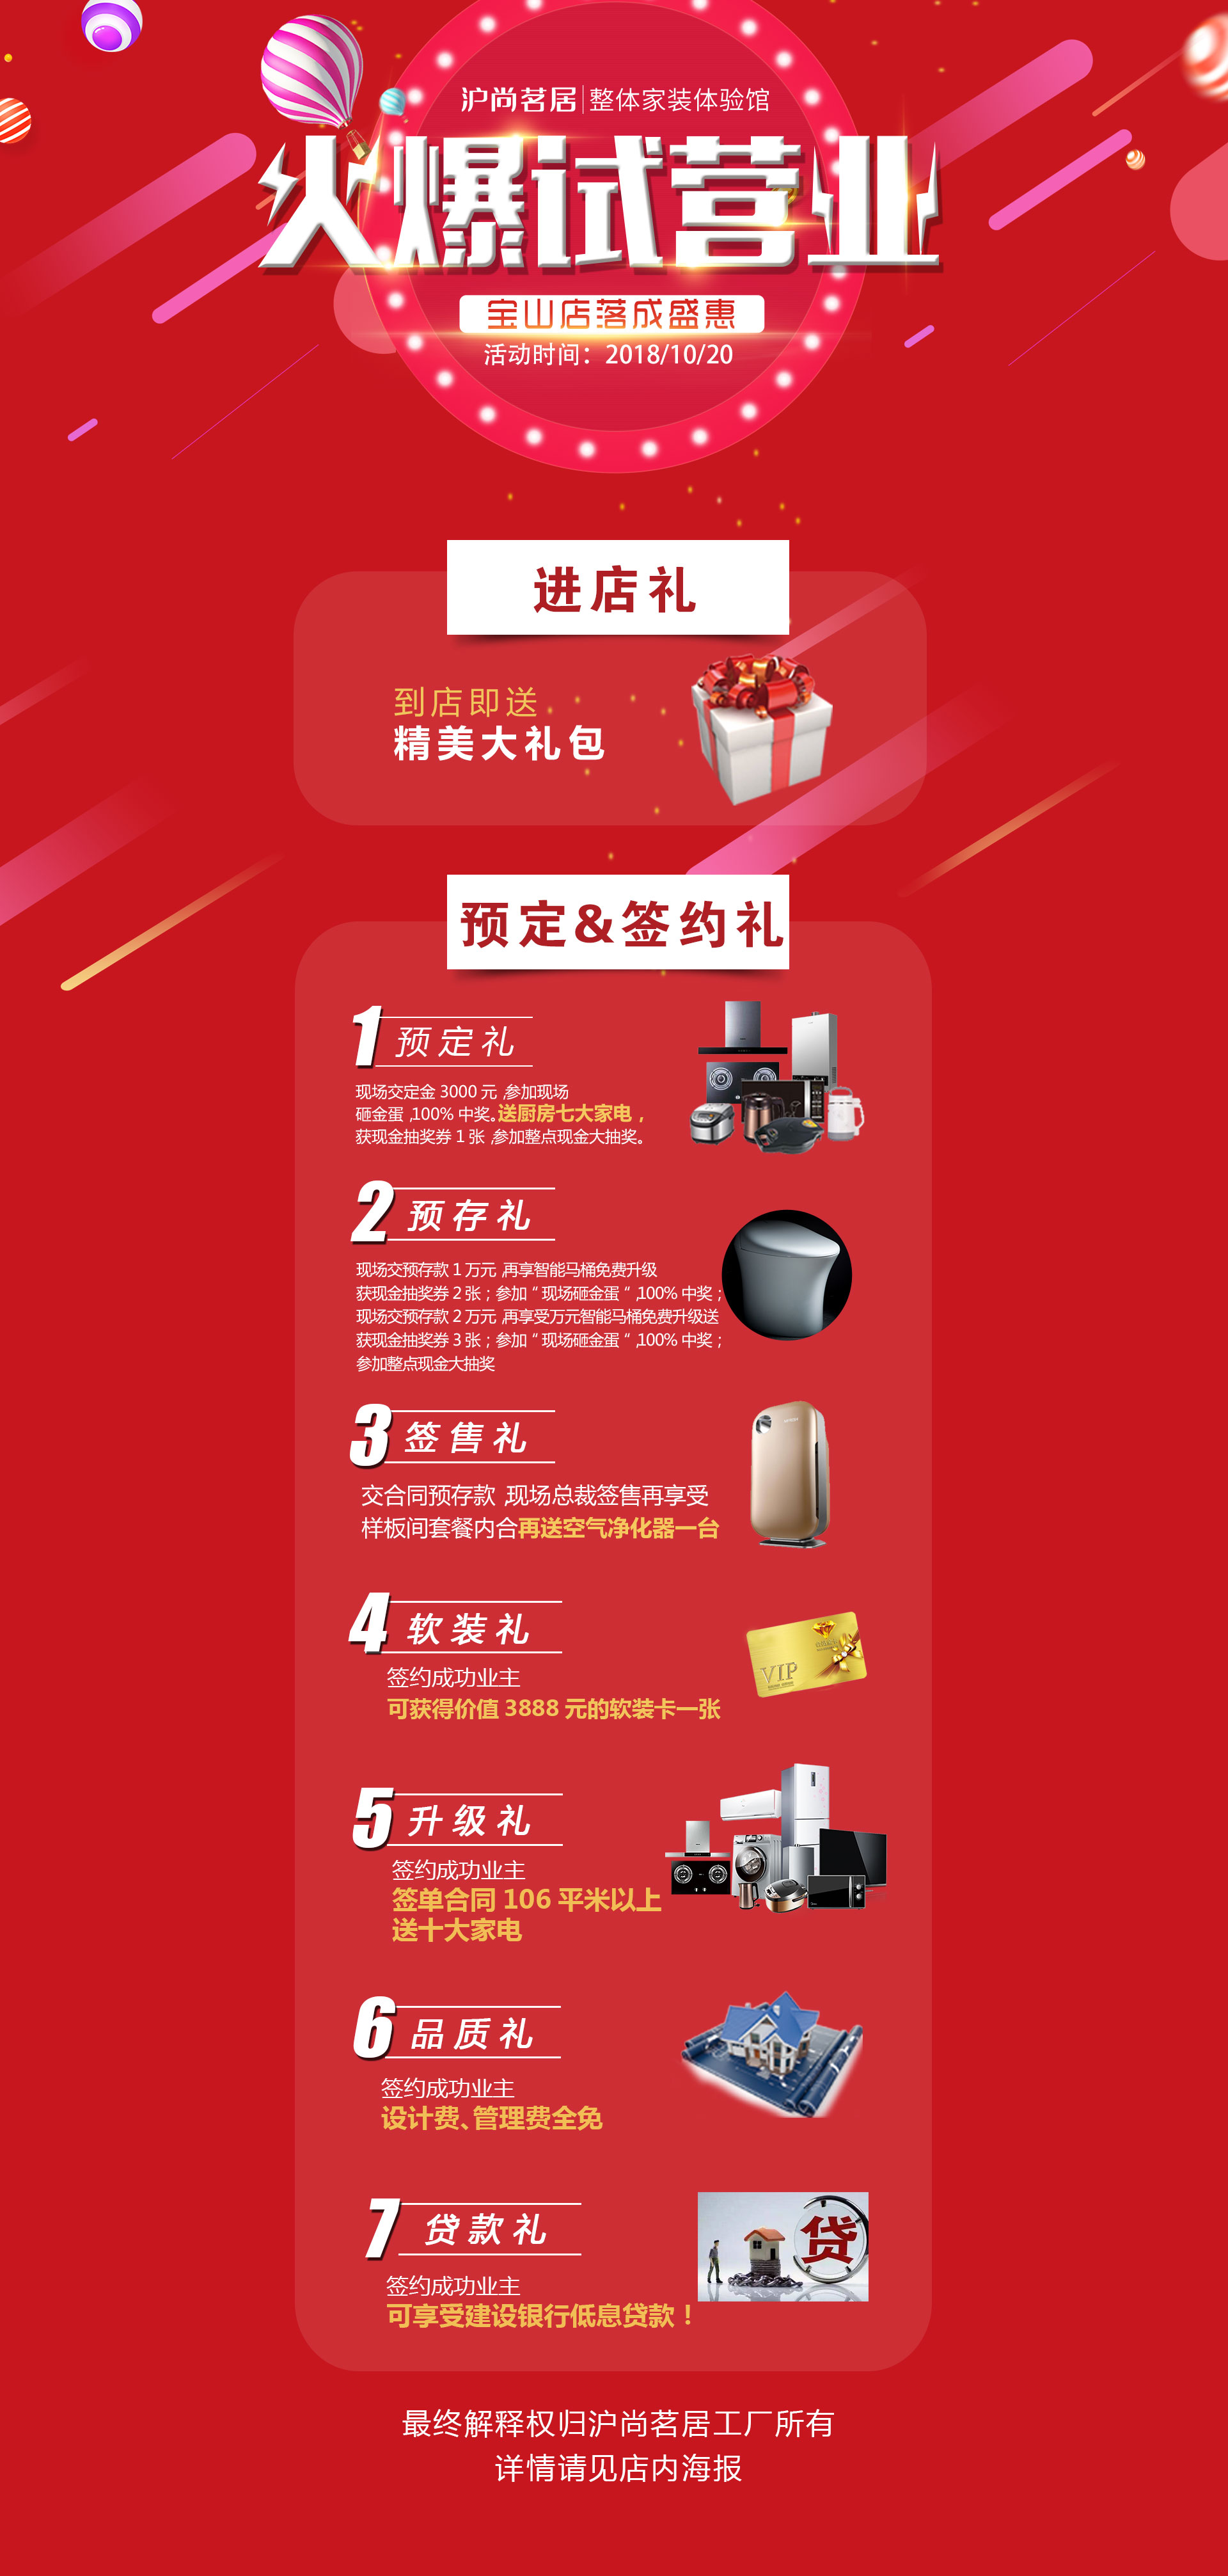 沪尚茗居 | 整体家装体验馆
火爆试营业
宝山店落成盛惠
活动时间：2018/10/20
进店礼
到店即送
精美大礼包
预定&签约礼
1 预定礼
现场交定金 3000 元，参加现场
砸金蛋，100% 中奖。送厨房七大家电，
获现金抽奖券 1 张，参加整点现金大抽奖。
2 预存礼
现场交预存款 1 万元，再享智能马桶免费升级
获现金抽奖券 2 张；参加“现场砸金蛋“，100% 中奖；
现场交预存款 2 万元，再享受万元智能马桶免费升级送
获现金抽奖券 3 张；参加“现场砸金蛋“，100% 中奖；
参加整点现金大抽奖
3 签售礼
交合同预存款，现场总裁签售再享受
样板间套餐内合再送空气净化器一台
4 软装礼
签约成功业主
可获得价值 3888 元的软装卡一张
VIP
5 升级礼
签约成功业主
签单合同 106 平米以上
送十大家电
6 品质礼
签约成功业主
设计费、管理费全免
7 贷款礼
贷
签约成功业主
可享受建设银行低息贷款！
最终解释权归沪尚茗居工厂所有
详情请见店内海报